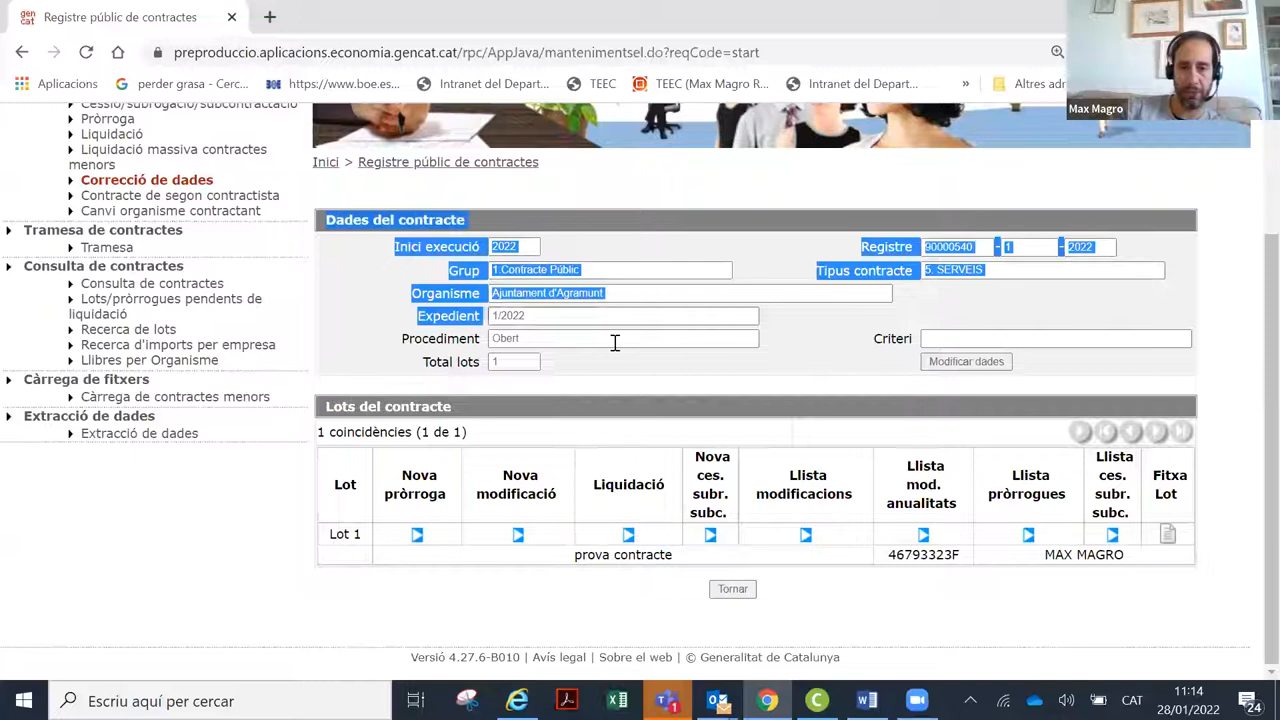 gen cat
Registre públic de contractes
preproduccio.aplicacions.economia.gencat.cat/rpc/AppJava/mantenimentsel.do?reqCode=start
Aplicacions
perder grasa - Cerc...
https://www.boe.es...
Intranet del Depart...
TEEC
TEEC (Max Magro R...
Intranet del Depart...
»
Altres adr
Max Magro
Cessió/subrogació/subcontractació
Pròrroga
Liquidació
Liquidació massiva contractes
menors
Correcció de dades
Contracte de segon contractista
Canvi organisme contractant
Tramesa de contractes
Tramesa
Consulta de contractes
Consulta de contractes
Lots/pròrrogues pendents de
liquidació
Recerca de lots
Recerca d'imports per empresa
Llibres per Organisme
Càrrega de fitxers
Càrrega de contractes menors
Extracció de dades
Extracció de dades
Inici > Registre públic de contractes
Dades del contracte
Inici execució 2022 Registre 90000540 - 1 - 2022
Grup 1.Contracte Públic Tipus contracte 5. SERVEIS
Organisme Ajuntament d'Agramunt
Expedient 1/2022
Procediment Obert Criteri
Total lots 1 Modificar dades
Lots del contracte
1 coincidències (1 de 1)
Lot
Nova pròrroga
Nova modificació
Liquidació
Nova ces. subr. subc.
Llista modificacions
Llista mod. anualitats
Llista pròrrogues
Llista ces. subr. subc.
Fitxa Lot
Lot 1
prova contracte 46793323F MAX MAGRO
Tornar
Versió 4.27.6-B010 | Avís legal | Sobre el web | © Generalitat de Catalunya
Escriu aquí per cercar
1
CAT
11:14
28/01/2022
24